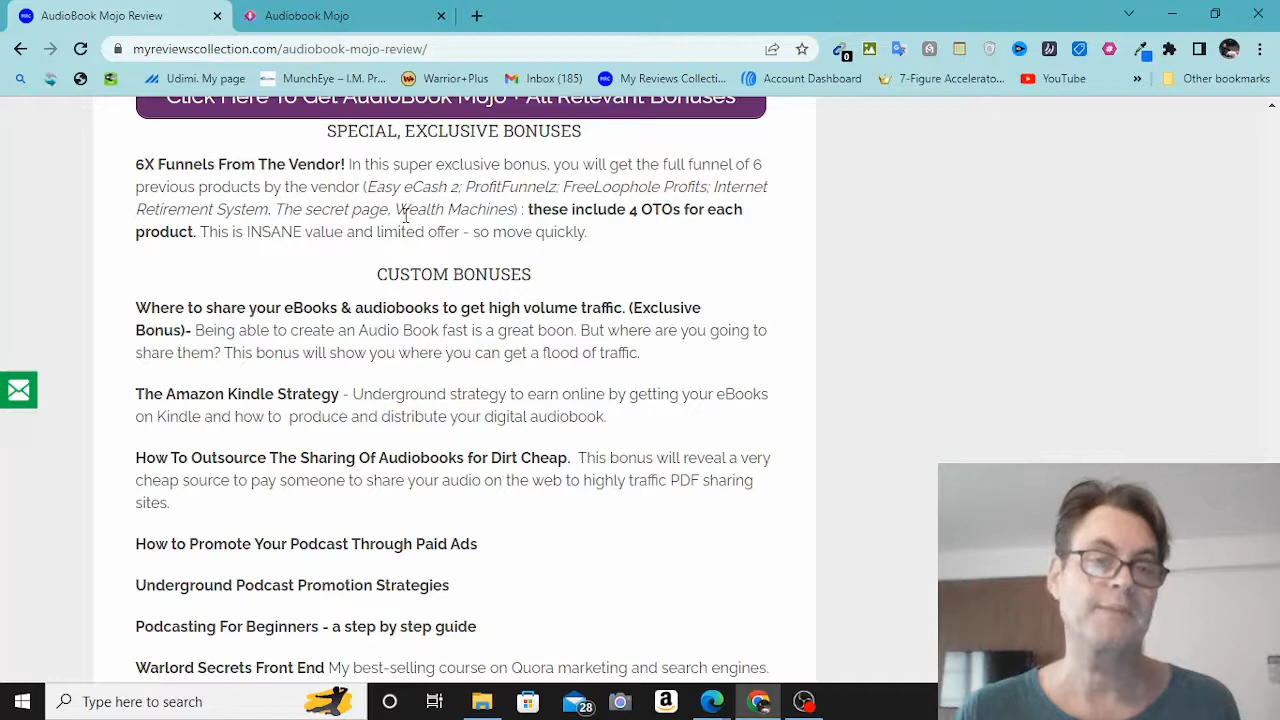 AudioBook Mojo Review
Audiobook Mojo
myreviewscollection.com/audiobook-mojo-review/
Udimi. My page
MunchEye – I.M. Pr...
Warrior+Plus
Inbox (185)
My Reviews Collecti...
Account Dashboard
7-Figure Accelerato...
YouTube
Other bookmarks
Click Here To Get AudioBook Mojo + All Relevant Bonuses
SPECIAL, EXCLUSIVE BONUSES
6X Funnels From The Vendor! In this super exclusive bonus, you will get the full funnel of 6
previous products by the vendor (Easy eCash 2; ProfitFunnelz; FreeLoophole Profits; Internet
Retirement System, The secret page, Wealth Machines) : these include 4 OTOs for each
product. This is INSANE value and limited offer - so move quickly.
CUSTOM BONUSES
Where to share your eBooks & audiobooks to get high volume traffic. (Exclusive
Bonus)- Being able to create an Audio Book fast is a great boon. But where are you going to
share them? This bonus will show you where you can get a flood of traffic.
The Amazon Kindle Strategy - Underground strategy to earn online by getting your eBooks
on Kindle and how to produce and distribute your digital audiobook.
How To Outsource The Sharing Of Audiobooks for Dirt Cheap. This bonus will reveal a very
cheap source to pay someone to share your audio on the web to highly traffic PDF sharing
sites.
How to Promote Your Podcast Through Paid Ads
Underground Podcast Promotion Strategies
Podcasting For Beginners - a step by step guide
Warlord Secrets Front End My best-selling course on Quora marketing and search engines.
Type here to search
28